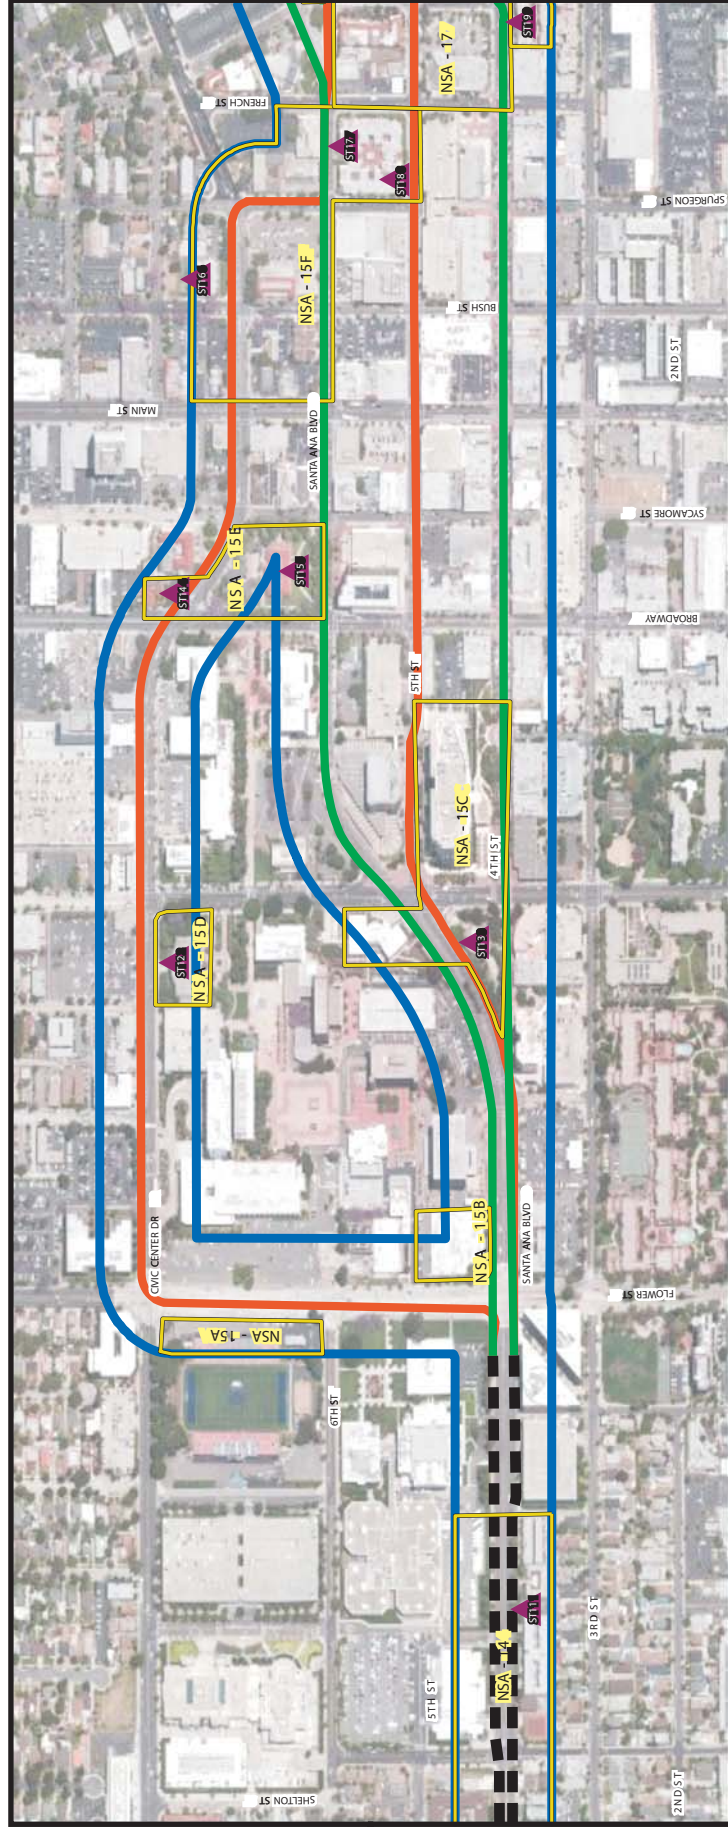 ST19
NSA - 17
FRENCH ST
ST17
ST18
SPURGEON ST
ST16
NSA - 15F
BUSH ST
2ND ST
MAIN ST
SANTA ANA BLVD
SYCAMORE ST
NSA - 15E
ST15
ST14
BROADWAY
5TH ST
NSA - 15C
4TH ST
ST13
NSA - 15D
ST12
CIVIC CENTER DR
NSA - 15B
SANTA ANA BLVD
FLOWER ST
NSA - 15A
6TH ST
ST11
3RD ST
NSA - 14
5TH ST
SHELTON ST
2ND ST